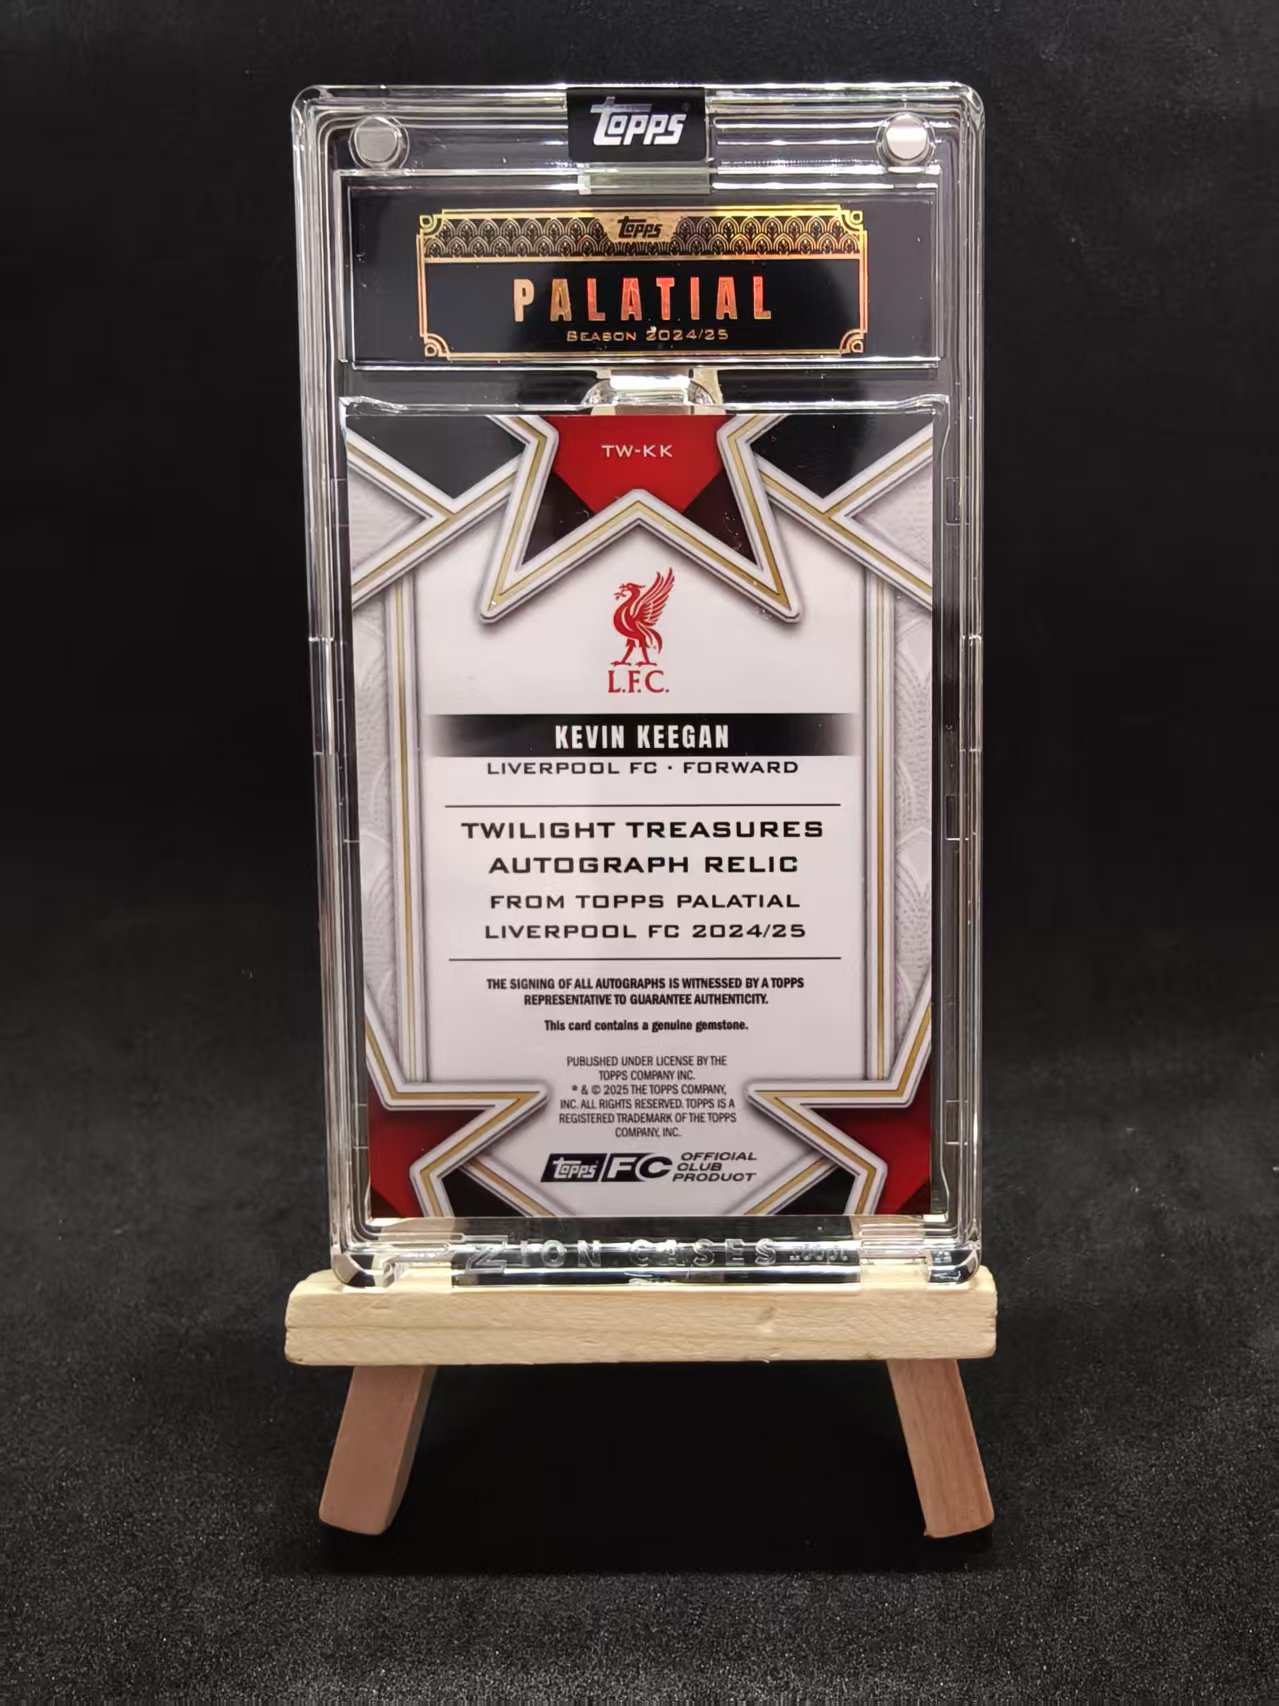 Topps
Topps
PALATIAL
SEASON 2024/25
TW-KK
L.F.C.
KEVIN KEEGAN
LIVERPOOL FC · FORWARD
TWILIGHT TREASURES
AUTOGRAPH RELIC
FROM TOPPS PALATIAL
LIVERPOOL FC 2024/25
THE SIGNING OF ALL AUTOGRAPHS IS WITNESSED BY A TOPPS
REPRESENTATIVE TO GUARANTEE AUTHENTICITY.
This card contains a genuine gemstone.
PUBLISHED UNDER LICENSE BY THE
TOPPS COMPANY INC.
® & © 2025 THE TOPPS COMPANY,
INC. ALL RIGHTS RESERVED. TOPPS IS A
REGISTERED TRADEMARK OF THE TOPPS
COMPANY, INC.
Topps FC OFFICIAL
CLUB
PRODUCT
ZION CASES